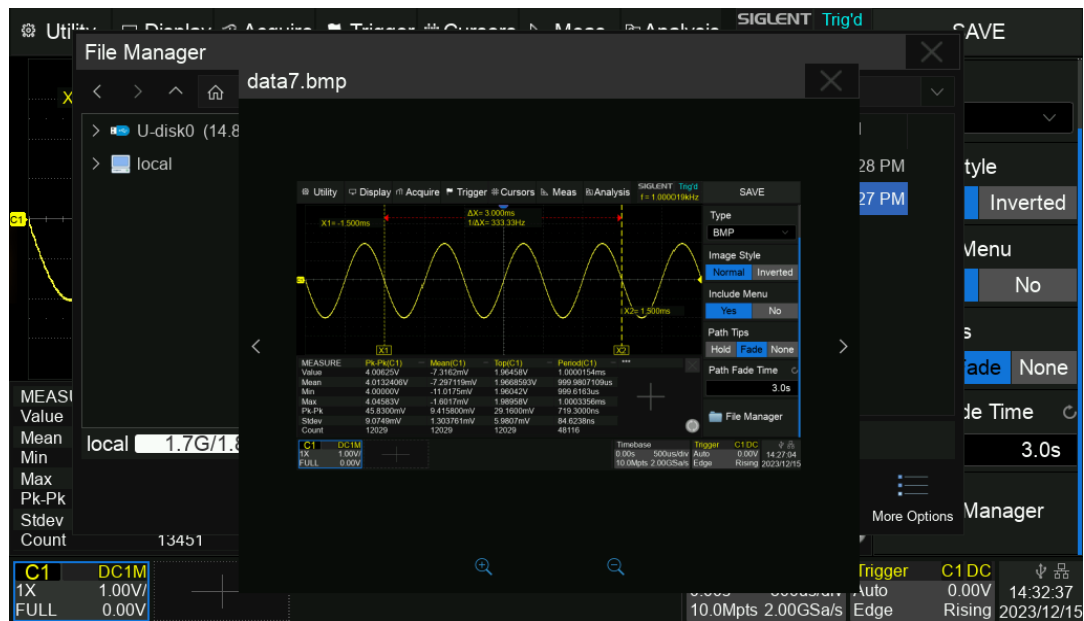 SIGLENT Trig'd
Utility Display Acquire Trigger Cursors Meas Analysis SAVE
File Manager
data7.bmp
U-disk0 (14.8
local
28 PM
27 PM
X
C1
tyle
Inverted
Menu
No
s
Fade None
de Time
3.0s
Manager
Utility Display Acquire Trigger Cursors Meas Analysis SIGLENT Trig'd SAVE
f = 1.000019kHz
X1= -1.500ms ΔX= 3.000ms
1/ΔX= 333.33Hz
X2= 1.500ms
X1 X2
Type
BMP
Image Style
Normal Inverted
Include Menu
Yes No
Path Tips
Hold Fade None
Path Fade Time
3.0s
File Manager
MEASURE Pk-Pk(C1) Mean(C1) Top(C1) Period(C1) ***
Value 4.00625V -7.3162mV 1.96458V 1.0000154ms
Mean 4.0132406V -7.297119mV 1.9668593V 999.9807109us
Min 4.00000V -11.0175mV 1.96042V 999.6163us
Max 4.04583V -1.6017mV 1.98958V 1.0003356ms
Pk-Pk 45.8300mV 9.415800mV 29.1600mV 719.3000ns
Stdev 9.0749mV 1.303761mV 5.9807mV 84.6238ns
Count 12029 12029 12029 48116
C1 DC1M
1X 1.00V/
FULL 0.00V
Timebase
0.00s 500us/div
10.0Mpts 2.00GSa/s
Trigger C1 DC
Auto 0.00V
Edge Rising
14:27:04
2023/12/15
MEASU
Value
Mean
Min
Max
Pk-Pk
Stdev
Count 13451
local 1.7G/1.8
More Options
C1 DC1M
1X 1.00V/
FULL 0.00V
10.0Mpts 2.00GSa/s
Trigger C1 DC
Auto 0.00V
Edge Rising
14:32:37
2023/12/15